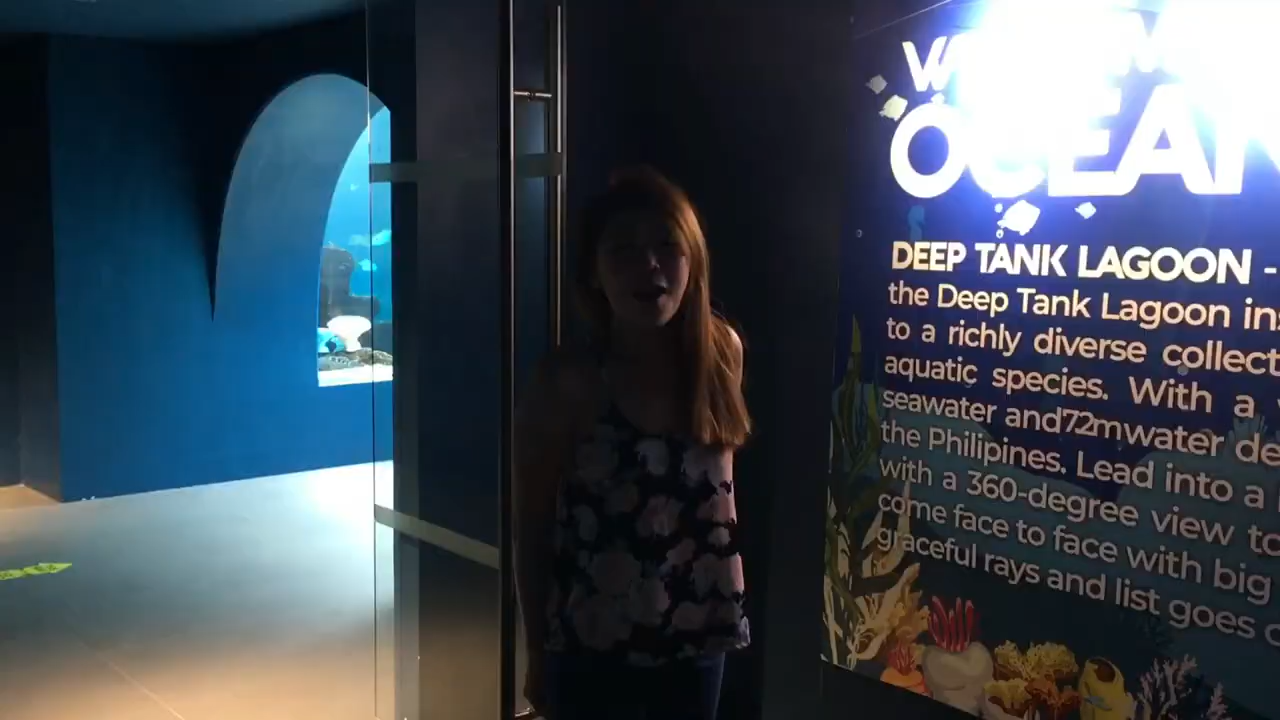 OCEAN
DEEP TANK LAGOON -
the Deep Tank Lagoon ins
to a richly diverse collect
aquatic species. With a
seawater and72mwater de
the Philipines. Lead into a
with a 360-degree view to
come face to face with big
graceful rays and list goes